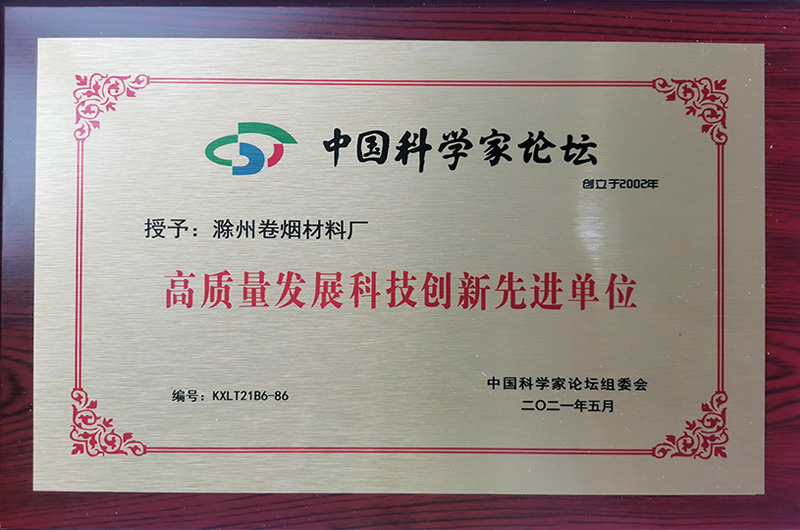 中国科学家论坛
创立于2002年
授予：滁州卷烟材料厂
高质量发展科技创新先进单位
编号：KXLT21B6-86
中国科学家论坛组委会
二〇二一年五月